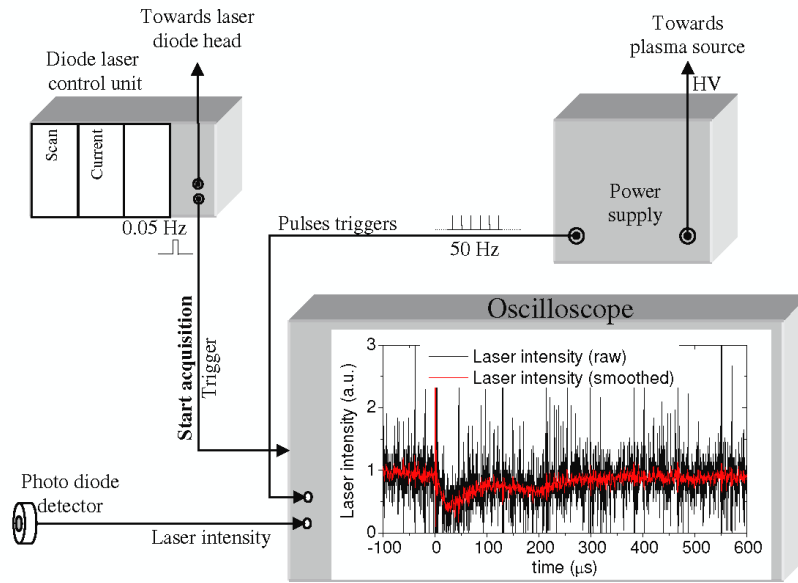 Towards laser
diode head
Diode laser
control unit
Scan
Current
0.05 Hz
Start acquisition
Trigger
Towards
plasma source
HV
Power
supply
Pulses triggers
50 Hz
Oscilloscope
Laser intensity (raw)
Laser intensity (smoothed)
Laser intensity (a.u.)
3
2
1
0
-100 0 100 200 300 400 500 600
time (µs)
Photo diode
detector
Laser intensity